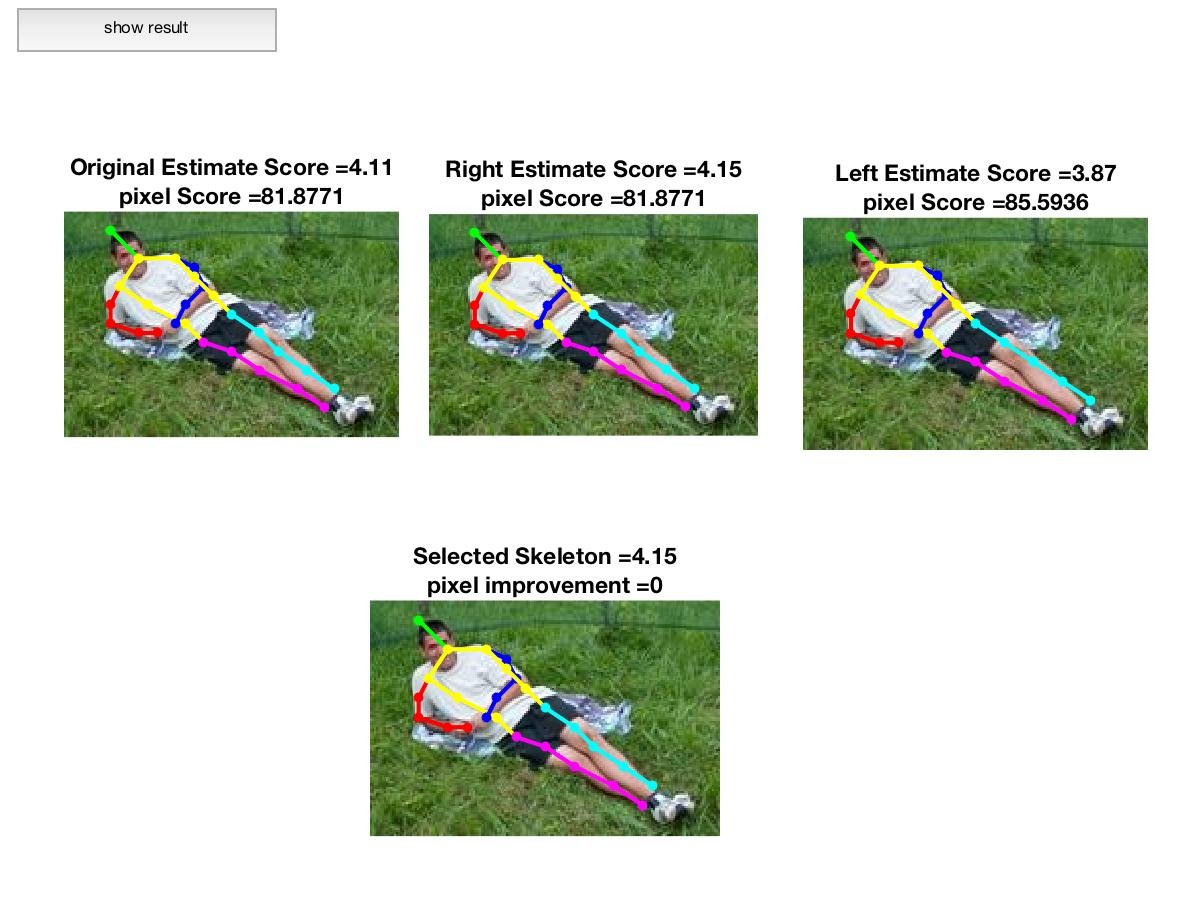 show result
Original Estimate Score =4.11
pixel Score =81.8771
Right Estimate Score =4.15
pixel Score =81.8771
Left Estimate Score =3.87
pixel Score =85.5936
Selected Skeleton =4.15
pixel improvement =0